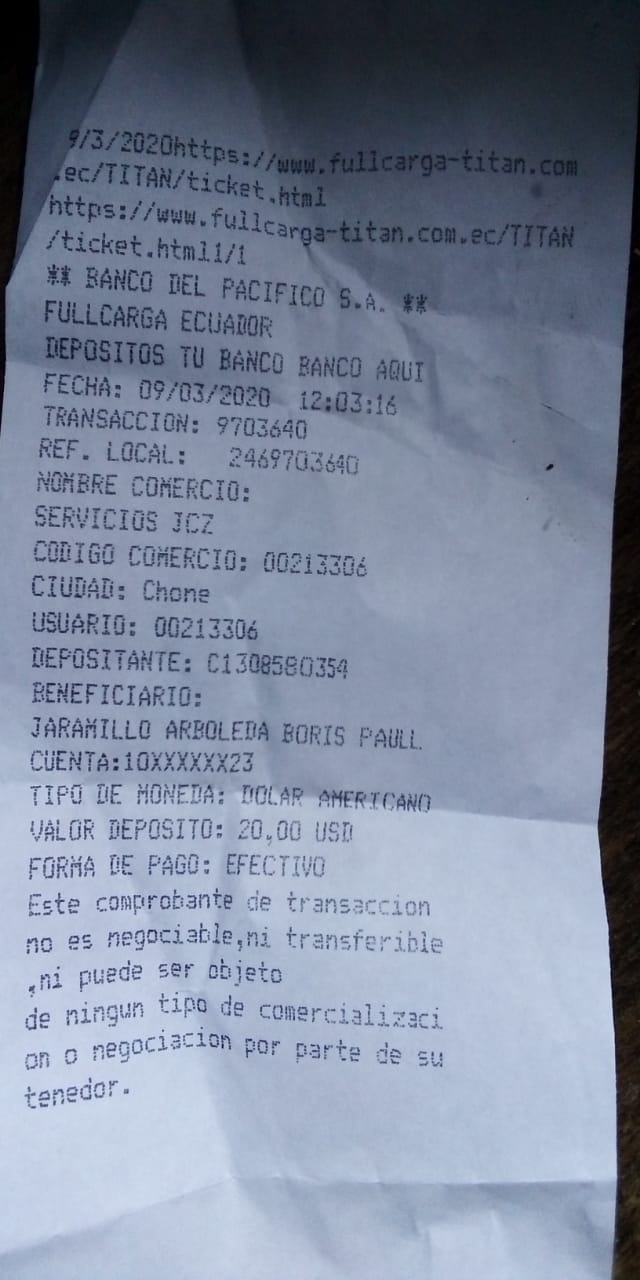 9/3/2020https://www.fullcarga-titan.com
.ec/TITAN/ticket.html
https://www.fullcarga-titan.com.ec/TITAN
/ticket.html1/1
** BANCO DEL PACIFICO S.A. **
FULLCARGA ECUADOR
DEPOSITOS TU BANCO BANCO AQUI
FECHA: 09/03/2020 12:03:16
TRANSACCION: 9703640
REF. LOCAL: 2469703640
NOMBRE COMERCIO:
SERVICIOS JCZ
CODIGO COMERCIO: 00213306
CIUDAD: Chone
USUARIO: 00213306
DEPOSITANTE: C1308580354
BENEFICIARIO:
JARAMILLO ARBOLEDA BORIS PAULL
CUENTA:10XXXXXX23
TIPO DE MONEDA: DOLAR AMERICANO
VALOR DEPOSITO: 20,00 USD
FORMA DE PAGO: EFECTIVO
Este comprobante de transaccion
no es negociable,ni transferible
,ni puede ser objeto
de ningun tipo de comercializaci
on o negociacion por parte de su
tenedor.